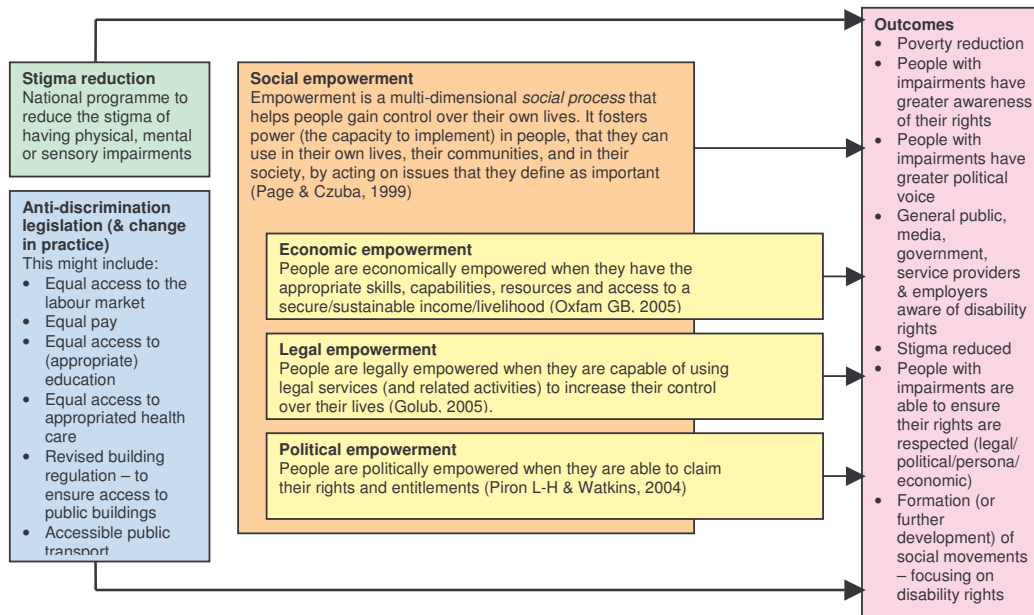 Stigma reduction
National programme to
reduce the stigma of
having physical, mental
or sensory impairments
Anti-discrimination
legislation (& change
in practice)
This might include:
• Equal access to the
labour market
• Equal pay
• Equal access to
(appropriate)
education
• Equal access to
appropriated health
care
• Revised building
regulation – to
ensure access to
public buildings
• Accessible public
transport
Social empowerment
Empowerment is a multi-dimensional social process that
helps people gain control over their own lives. It fosters
power (the capacity to implement) in people, that they can
use in their own lives, their communities, and in their
society, by acting on issues that they define as important
(Page & Czuba, 1999)
Economic empowerment
People are economically empowered when they have the
appropriate skills, capabilities, resources and access to a
secure/sustainable income/livelihood (Oxfam GB, 2005)
Legal empowerment
People are legally empowered when they are capable of using
legal services (and related activities) to increase their control
over their lives (Golub, 2005).
Political empowerment
People are politically empowered when they are able to claim
their rights and entitlements (Piron L-H & Watkins, 2004)
Outcomes
• Poverty reduction
• People with
impairments have
greater awareness
of their rights
• People with
impairments have
greater political
voice
• General public,
media,
government,
service providers
& employers
aware of disability
rights
• Stigma reduced
• People with
impairments are
able to ensure
their rights are
respected (legal/
political/persona/
economic)
• Formation (or
further
development) of
social movements
– focusing on
disability rights